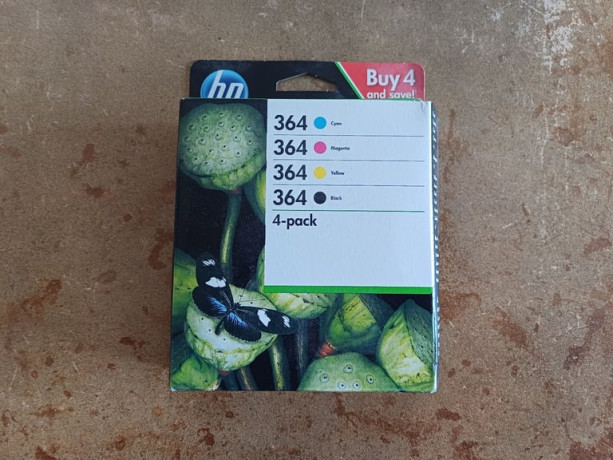 hp
Buy 4
and save!
364 Cyan
364 Magenta
364 Yellow
364 Black
4-pack